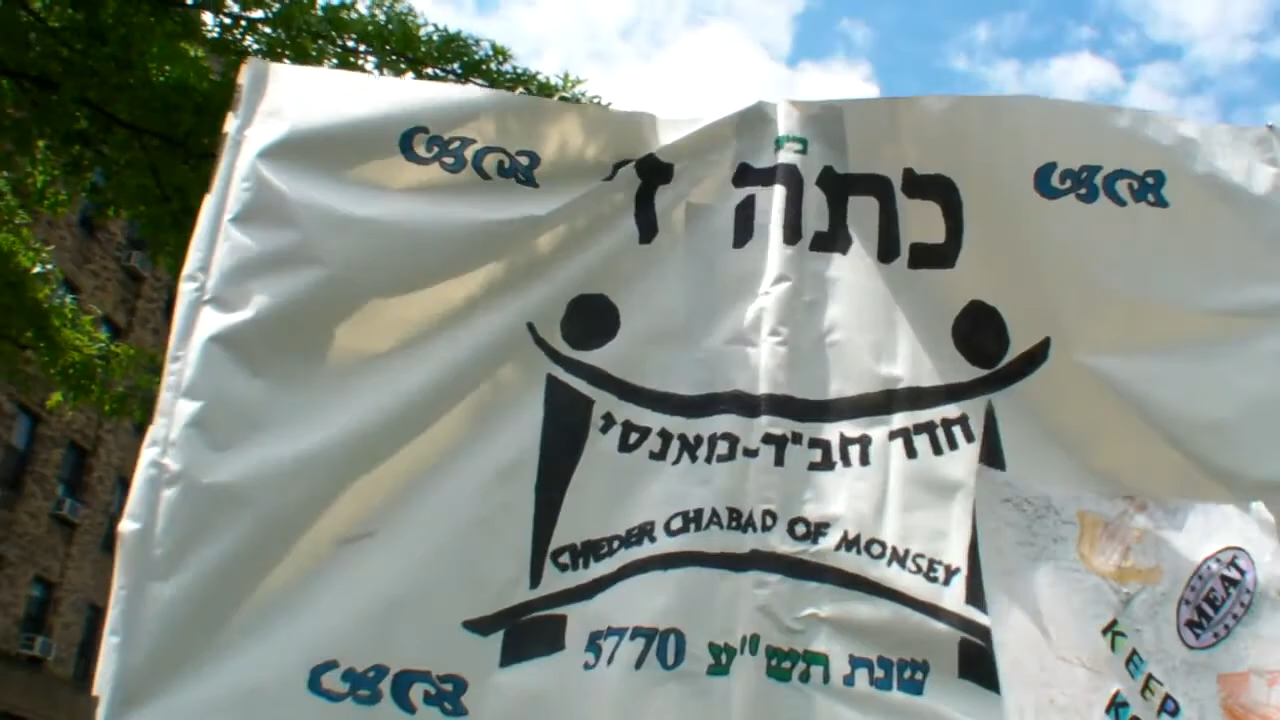 כתה ז'
חדר חב"ד-מאנסי
CHEDER CHABAD OF MONSEY
5770 שנת תש"ע
MEAT
KEEP